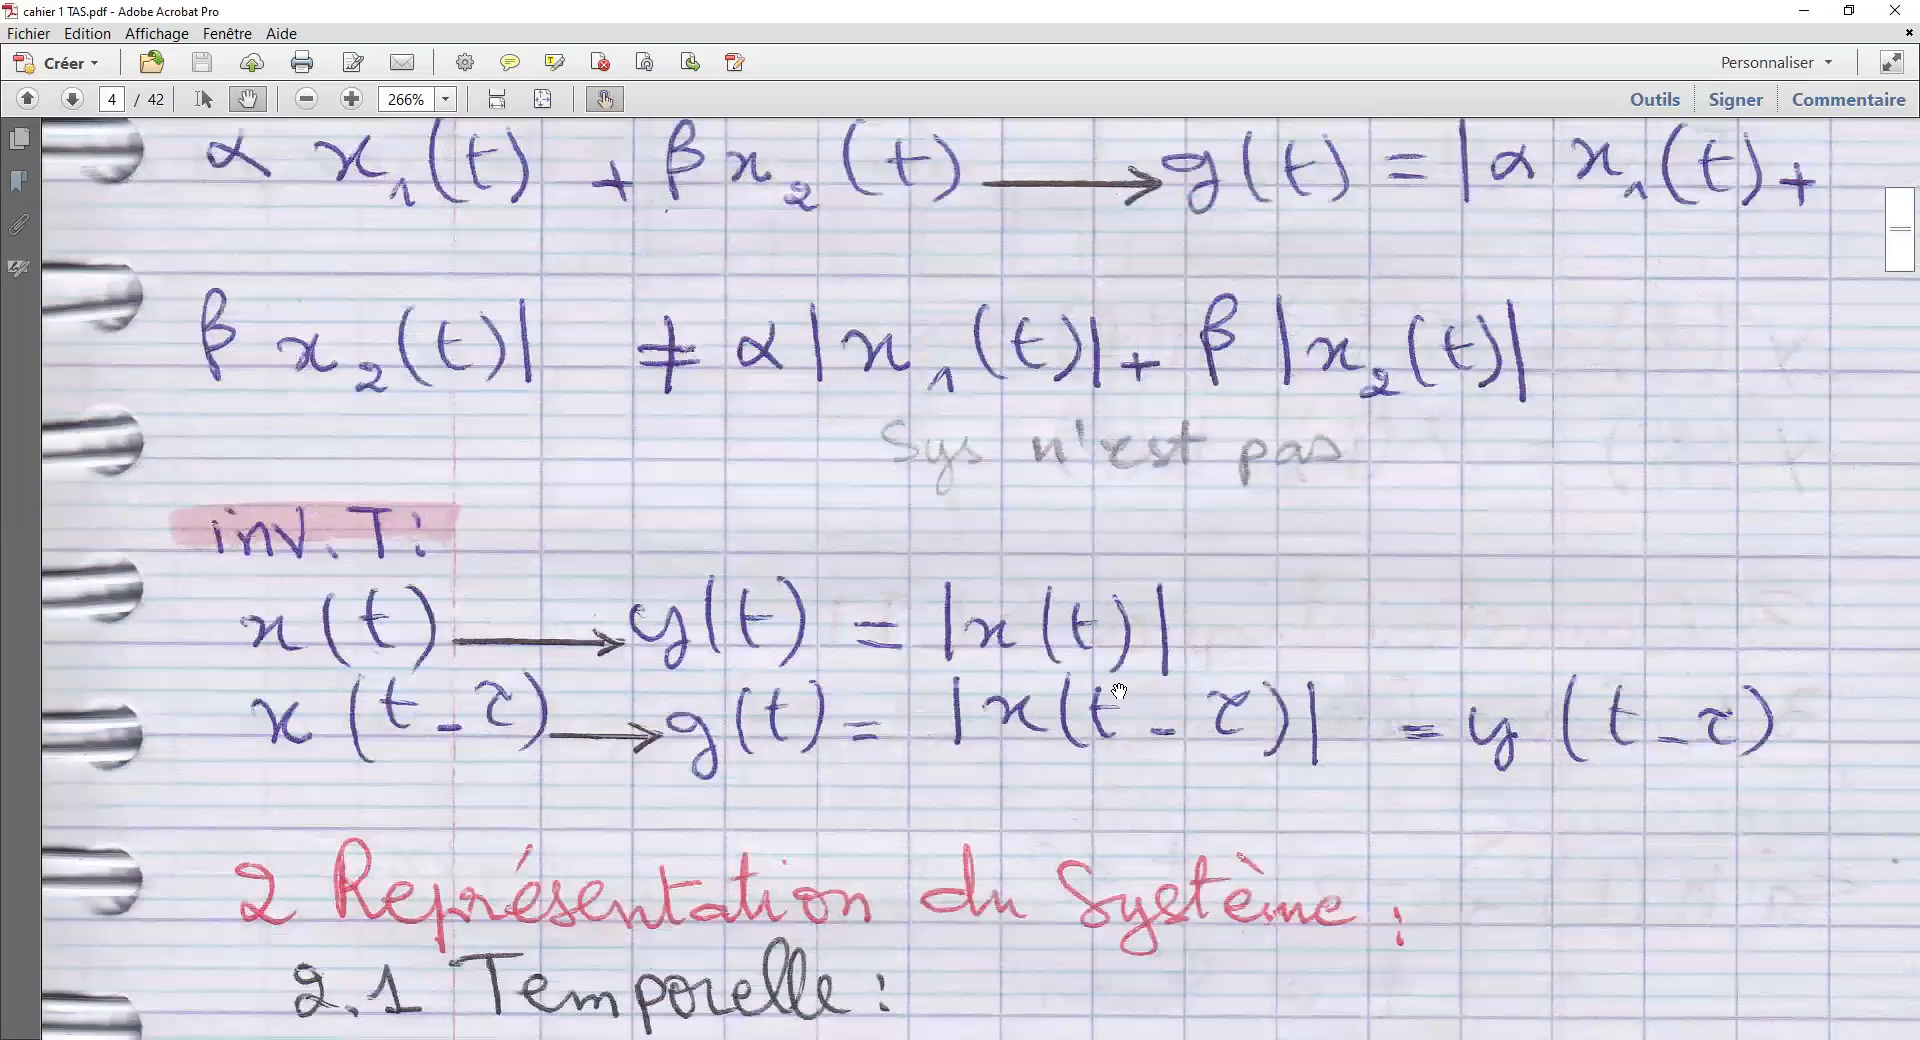 cahier 1 TAS.pdf - Adobe Acrobat Pro
Fichier Edition Affichage Fenêtre Aide
Créer Personnaliser
4 / 42 266% Outils Signer Commentaire
α x₁(t) + β x₂(t) ⟶ g(t) = |α x₁(t) +
β x₂(t)| ≠ α|x₁(t)| + β|x₂(t)|
Sys n'est pas
inv. T:
x(t) ⟶ y(t) = |x(t)|
x(t-τ) ⟶ g(t) = |x(t-τ)| = y(t-τ)
2 Représentation du Système :
2.1 Temporelle :